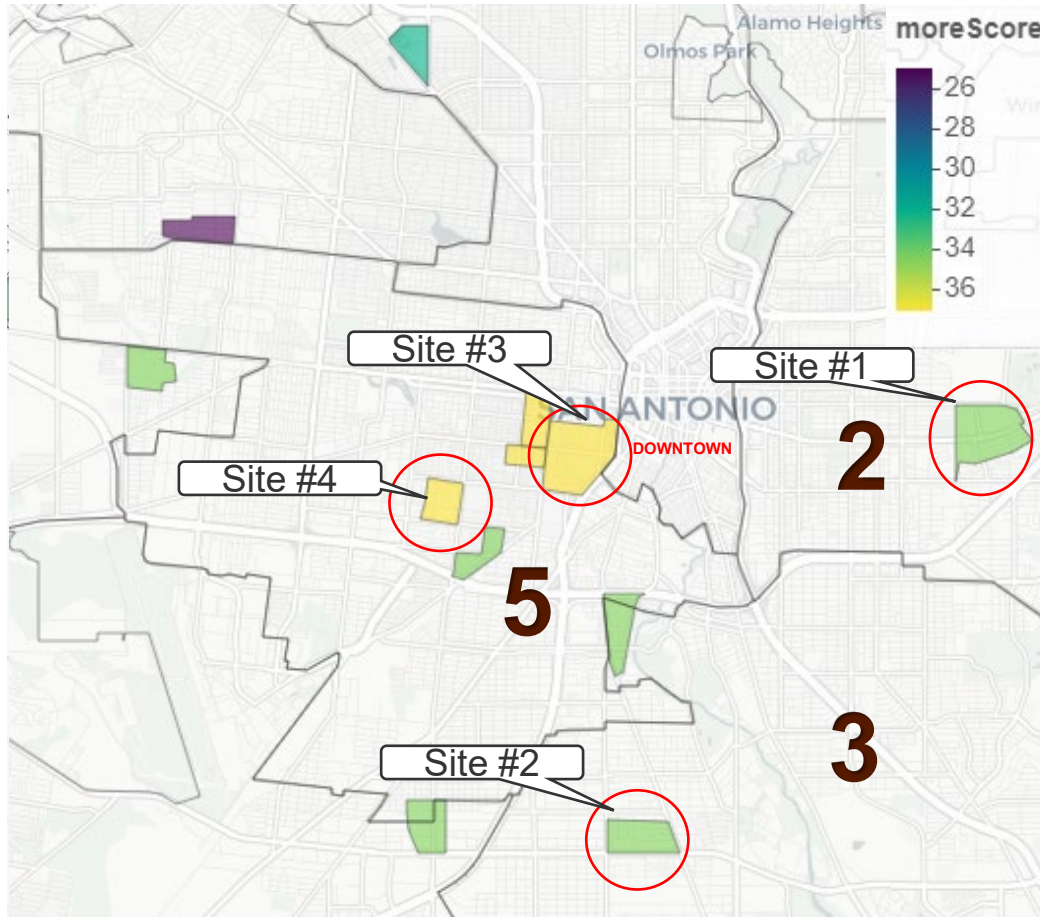 Alamo Heights
Olmos Park
moreScore
26
28
30
32
34
36
Win
Site #3
Site #1
SAN ANTONIO
DOWNTOWN
2
Site #4
5
3
Site #2